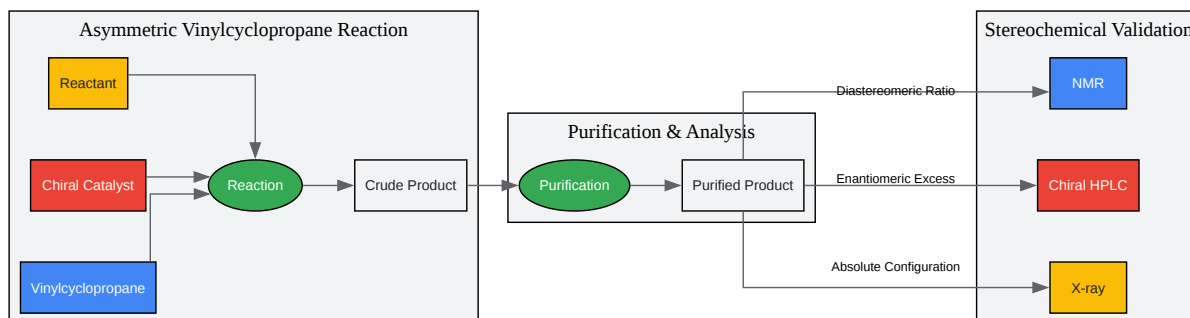 Asymmetric Vinylcyclopropane Reaction
Stereochemical Validation
Reactant
NMR
Diastereomeric Ratio
Purification & Analysis
Chiral Catalyst
Reaction
Crude Product
Purification
Purified Product
Enantiomeric Excess
Chiral HPLC
Absolute Configuration
Vinylcyclopropane
X-ray